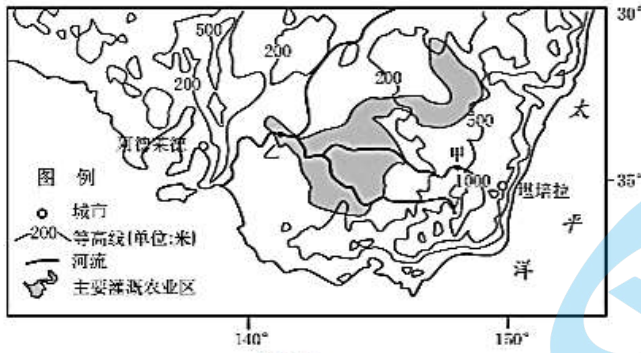 30°
500
200
200
200
500
太
阿德莱德
甲
1000
35°
堪培拉
图 例
城市
平
200 等高线(单位:米)
河流
洋
主要灌溉农业区
140°
150°